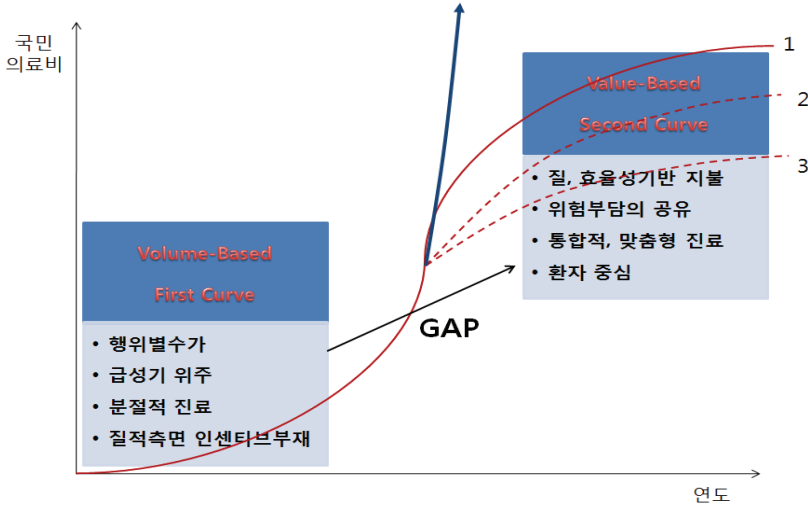 국민
의료비
1
Value-Based
Second Curve
2
3
• 질, 효율성기반 지불
• 위험부담의 공유
• 통합적, 맞춤형 진료
• 환자 중심
Volume-Based
First Curve
GAP
• 행위별수가
• 급성기 위주
• 분절적 진료
• 질적측면 인센티브부재
연도